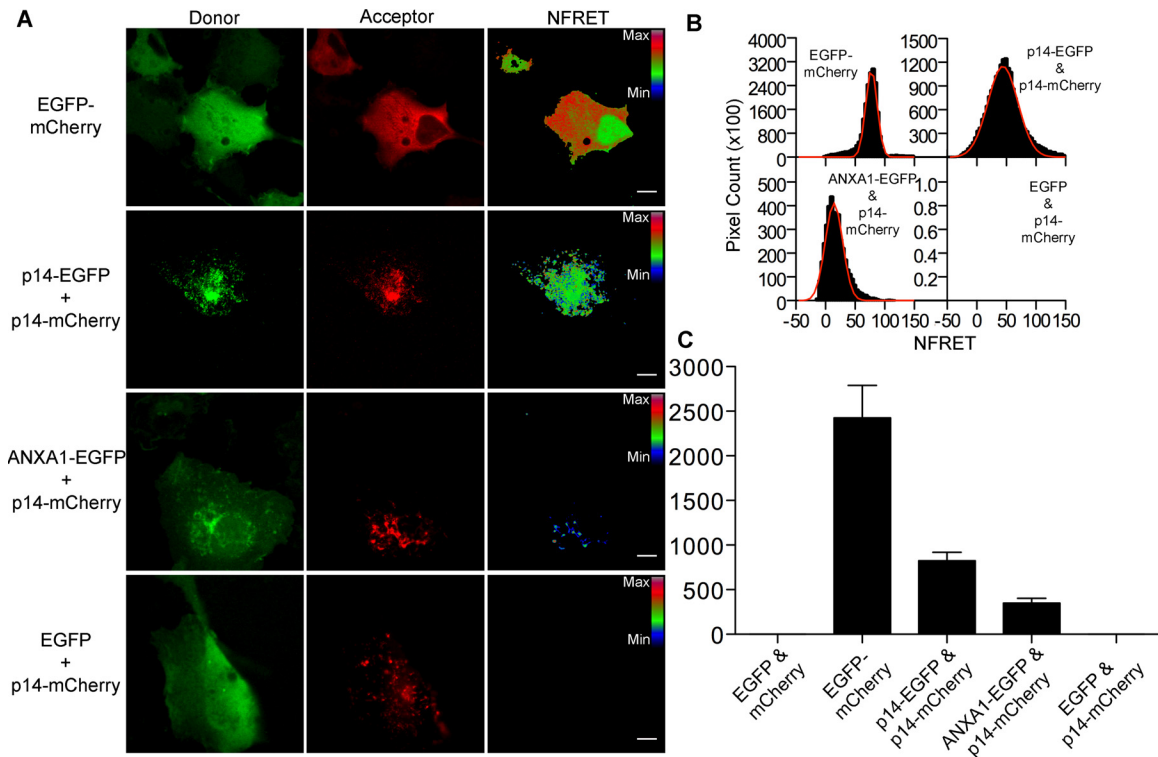 A
Donor
Acceptor
NFRET
EGFP-
mCherry
Max
Min
p14-EGFP
+
p14-mCherry
Max
Min
ANXA1-EGFP
+
p14-mCherry
Max
Min
EGFP
+
p14-mCherry
Max
Min
B
Pixel Count (x100)
4000
3200
2400
1600
800
0
EGFP-
mCherry
1500
1200
900
600
300
0
p14-EGFP
&
p14-mCherry
500
400
300
200
100
0
ANXA1-EGFP
&
p14-
mCherry
1.0
0.8
0.6
0.4
0.2
EGFP
&
p14-
mCherry
-50 0 50 100 150
-50 0 50 100 150
NFRET
C
3000
2500
2000
1500
1000
500
0
EGFP &
mCherry
EGFP-
mCherry
p14-EGFP &
p14-mCherry
ANXA1-EGFP &
p14-mCherry
EGFP &
p14-mCherry